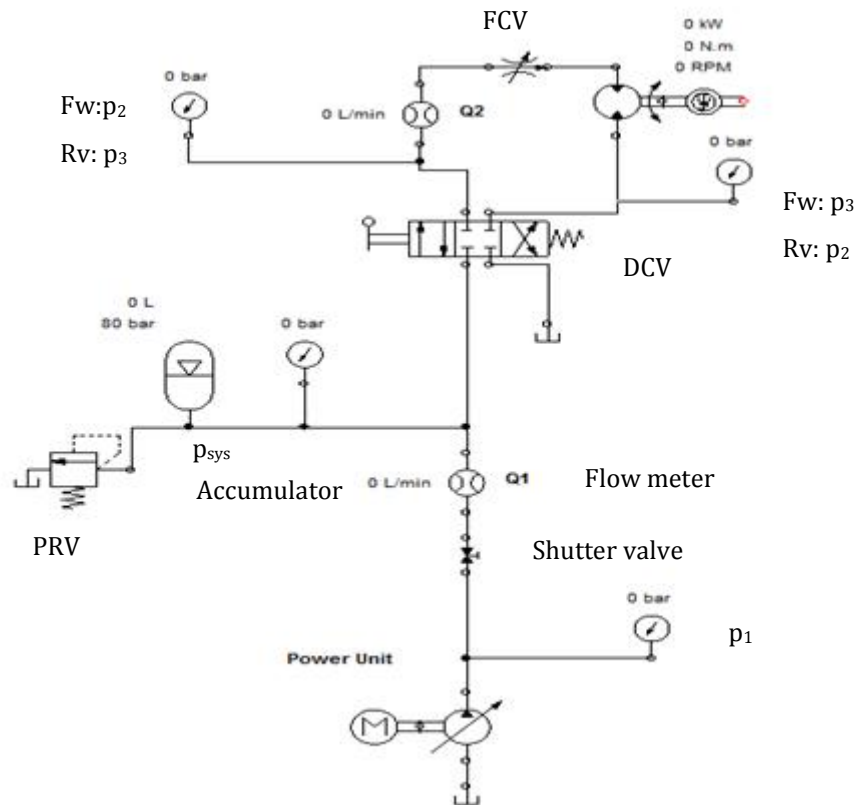 FCV
0 kW
0 N.m
0 RPM
0 bar
Fw:p2
0 L/min
Q2
Rv: p3
0 bar
Fw: p3
DCV
Rv: p2
0 L
80 bar
0 bar
psys
Accumulator
0 L/min
Q1
Flow meter
PRV
Shutter valve
0 bar
p1
Power Unit
M